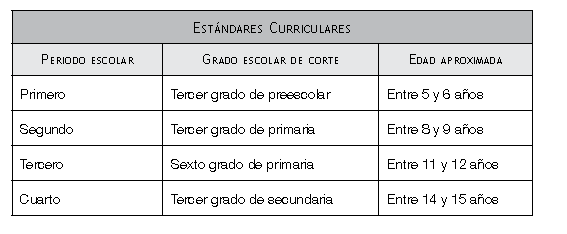 ESTÁNDARES CURRICULARES
PERIODO ESCOLAR GRADO ESCOLAR DE CORTE EDAD APROXIMADA
Primero Tercer grado de preescolar Entre 5 y 6 años
Segundo Tercer grado de primaria Entre 8 y 9 años
Tercero Sexto grado de primaria Entre 11 y 12 años
Cuarto Tercer grado de secundaria Entre 14 y 15 años